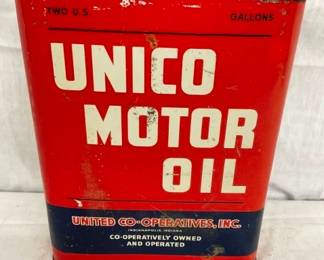 TWO U.S. GALLONS
UNICO
MOTOR
OIL
UNITED CO-OPERATIVES, INC.
INDIANAPOLIS, INDIANA
CO-OPERATIVELY OWNED
AND OPERATED